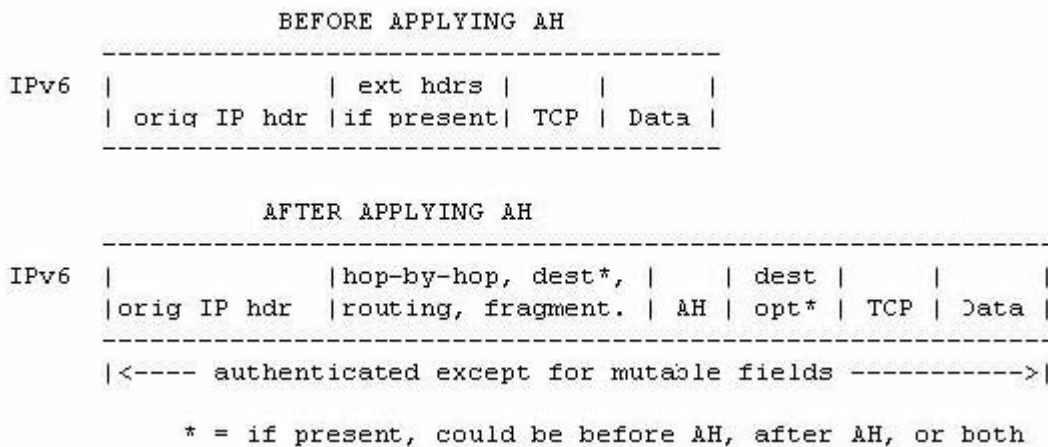 BEFORE APPLYING AH
---------------------------------------
IPv6 | | ext hdrs | | |
| orig IP hdr |if present| TCP | Data |
---------------------------------------
AFTER APPLYING AH
------------------------------------------------------------
IPv6 | |hop-by-hop, dest*, | | dest | | |
|orig IP hdr |routing, fragment. | AH | opt* | TCP | Data |
------------------------------------------------------------
|<---- authenticated except for mutable fields ----------->|
* = if present, could be before AH, after AH, or both